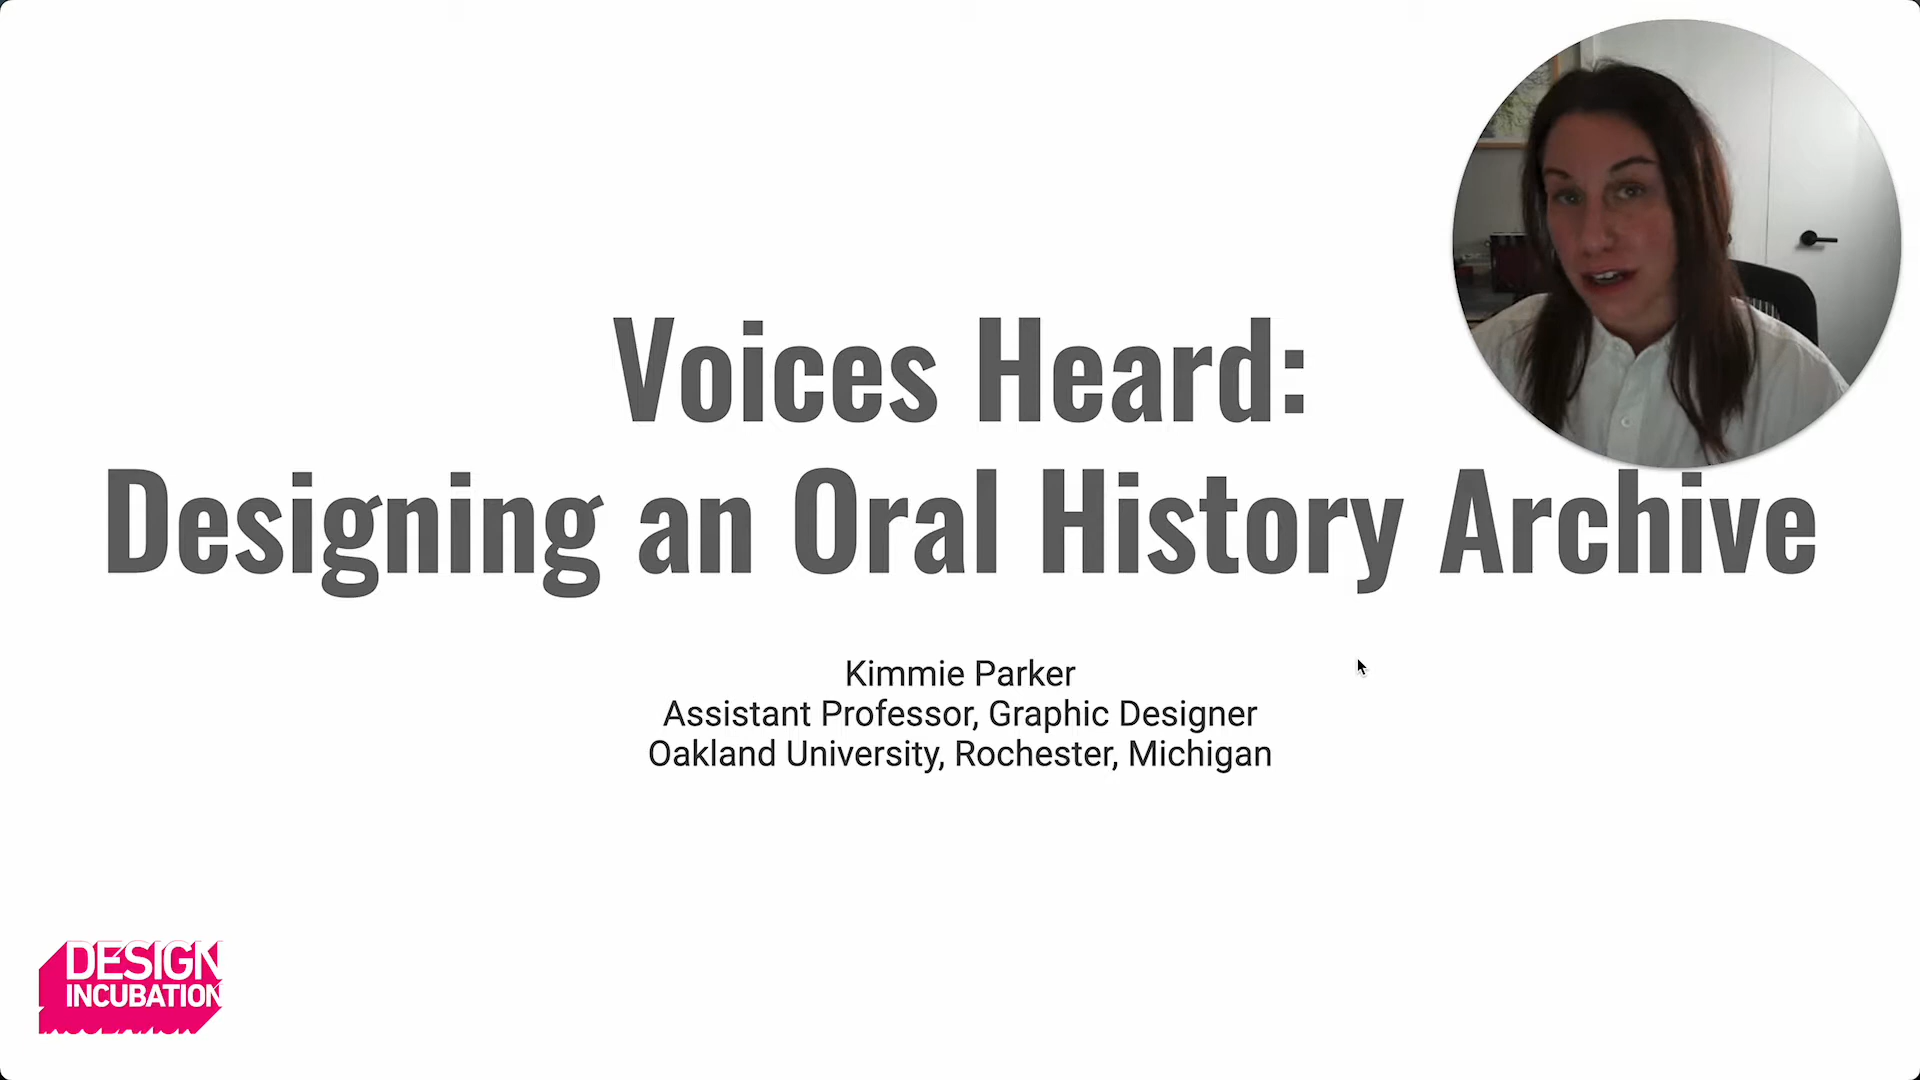 Voices Heard:
Designing an Oral History Archive
Kimmie Parker
Assistant Professor, Graphic Designer
Oakland University, Rochester, Michigan
DESIGN
INCUBATION